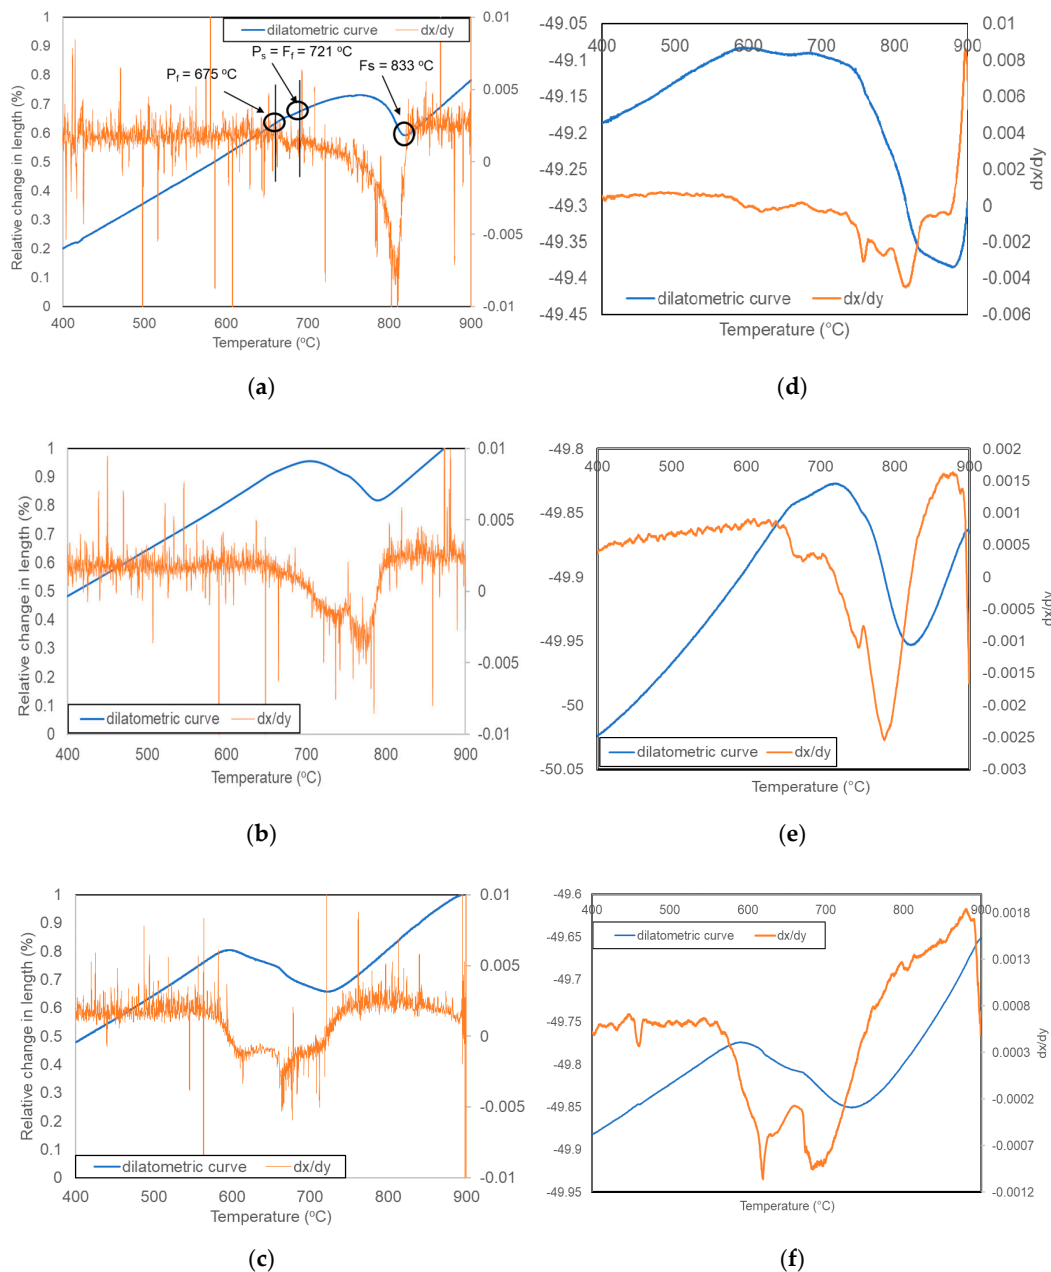 1
0.9
0.8
0.7
0.6
0.5
0.4
0.3
0.2
0.1
0
Relative change in length (%)
0.01
0.005
0
-0.005
-0.01
dilatometric curve dx/dy
Ps = Ff = 721 ºC
Pf = 675 ºC
Fs = 833 ºC
400 500 600 700 800 900
Temperature (ºC)
(a)
-49.05
-49.1
-49.15
-49.2
-49.25
-49.3
-49.35
-49.4
-49.45
400 500 600 700 800 900
0.01
0.008
0.006
0.004
0.002
0
-0.002
-0.004
-0.006
dx/dy
dilatometric curve dx/dy
Temperature (°C)
(d)
1
0.9
0.8
0.7
0.6
0.5
0.4
0.3
0.2
0.1
0
Relative change in length (%)
0.01
0.005
0
-0.005
-0.01
dilatometric curve dx/dy
400 500 600 700 800 900
Temperature (ºC)
(b)
-49.8
-49.85
-49.9
-49.95
-50
-50.05
400 500 600 700 800 900
0.002
0.0015
0.001
0.0005
0
-0.0005
-0.001
-0.0015
-0.002
-0.0025
-0.003
dx/dy
dilatometric curve dx/dy
Temperature (°C)
(e)
1
0.9
0.8
0.7
0.6
0.5
0.4
0.3
0.2
0.1
0
Relative change in length (%)
0.01
0.005
0
-0.005
-0.01
dilatometric curve dx/dy
400 500 600 700 800 900
Temperature (ºC)
(c)
-49.6
-49.65
-49.7
-49.75
-49.8
-49.85
-49.9
-49.95
400 500 600 700 800 900
0.0018
0.0013
0.0008
0.0003
-0.0002
-0.0007
-0.0012
dx/dy
dilatometric curve dx/dy
Temperature (°C)
(f)